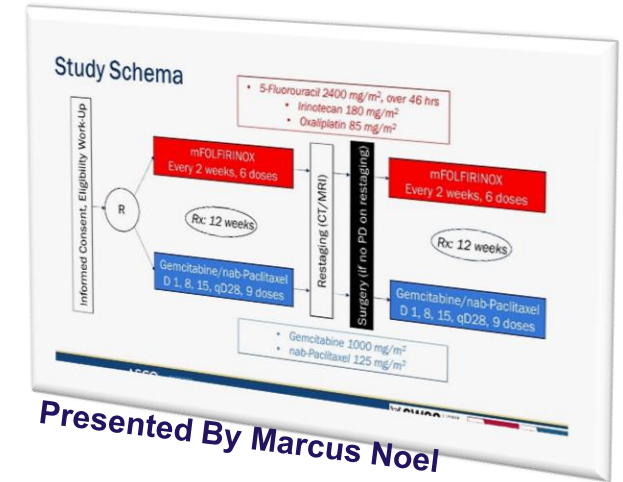 Study Schema
• 5-Fluorouracil 2400 mg/m², over 46 hrs
• Irinotecan 180 mg/m²
• Oxaliplatin 85 mg/m²
Informed Consent, Eligibility Work-Up
R
mFOLFIRINOX
Every 2 weeks, 6 doses
Rx: 12 weeks
Gemcitabine/nab-Paclitaxel
D 1, 8, 15, qD28, 9 doses
Restaging (CT/MRI)
Surgery (if no PD on restaging)
mFOLFIRINOX
Every 2 weeks, 6 doses
Rx: 12 weeks
Gemcitabine/nab-Paclitaxel
D 1, 8, 15, qD28, 9 doses
• Gemcitabine 1000 mg/m²
• nab-Paclitaxel 125 mg/m²
Presented By Marcus Noel